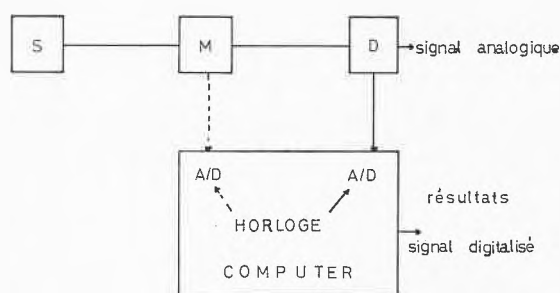 S M D signal analogique
A/D A/D
résultats
HORLOGE
signal digitalisé
COMPUTER